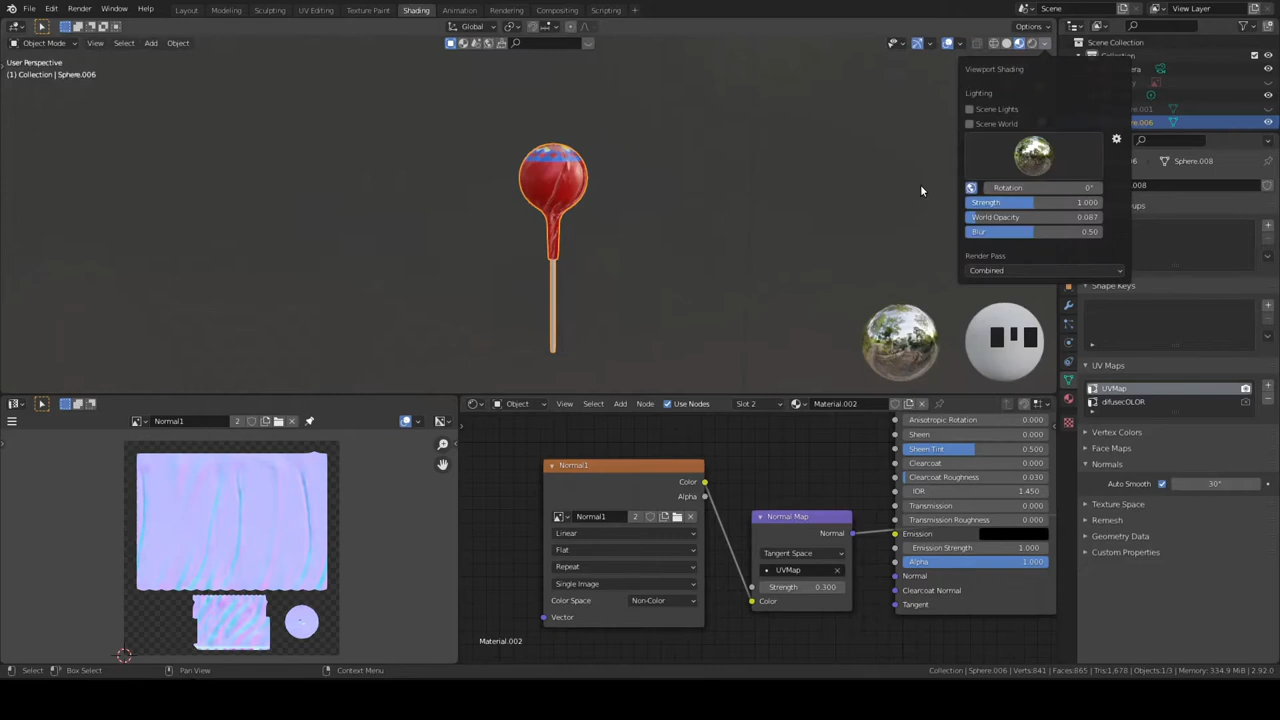 File Edit Render Window Help Layout Modeling Sculpting UV Editing Texture Paint Shading Animation Rendering Compositing Scripting Scene View Layer
Global Options
Object Mode View Select Add Object Scene Collection
User Perspective
(1) Collection | Sphere.006
Viewport Shading
Lighting
Scene Lights
Scene World
Rotation 0°
Strength 1.000
World Opacity 0.087
Blur 0.50
Render Pass
Combined
Sphere.008
Shape Keys
UV Maps
UVMap
difusecOLOR
Vertex Colors
Face Maps
Normals
Auto Smooth 30°
Texture Space
Remesh
Geometry Data
Custom Properties
Normal1 2
Object View Select Add Node Use Nodes Slot 2 Material.002
Normal1
Color
Alpha
Normal1 2
Linear
Flat
Repeat
Single Image
Color Space Non-Color
Vector
Normal Map
Normal
Tangent Space
UVMap
Strength 0.300
Color
Anisotropic Rotation 0.000
Sheen 0.000
Sheen Tint 0.500
Clearcoat 0.000
Clearcoat Roughness 0.030
IOR 1.450
Transmission 0.000
Transmission Roughness 0.000
Emission
Emission Strength 1.000
Alpha 1.000
Normal
Clearcoat Normal
Tangent
Material.002
Select Box Select Pan View Context Menu Collection | Sphere.006 | Verts:841 | Faces:865 | Tris:1,678 | Objects:1/3 | Memory: 334.9 MiB | 2.92.0